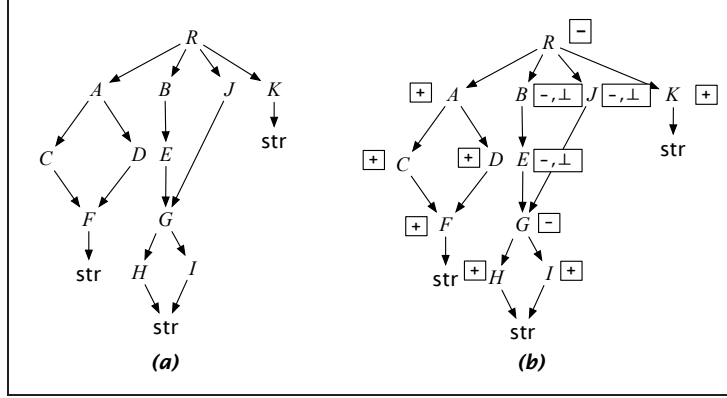 R
R −
A B J K
+ A B −,⊥ J −,⊥ K +
str
str
C D E
+ C + D E −,⊥
F G
+ F G −
str H I
str + H I +
str
str
(a)
(b)